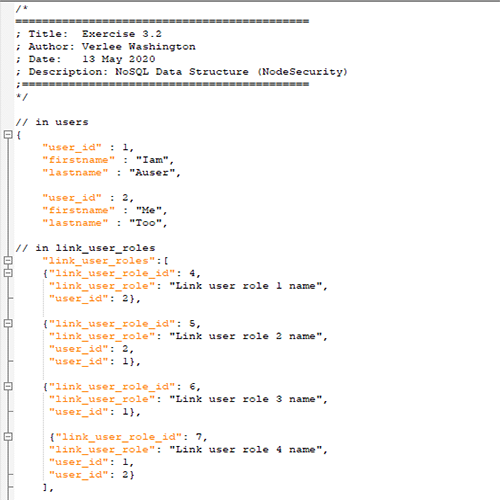 /*
============================================
; Title:  Exercise 3.2
; Author: Verlee Washington
; Date:   13 May 2020
; Description: NoSQL Data Structure (NodeSecurity)
;===========================================
*/
// in users
{
"user_id" : 1,
"firstname" : "Iam",
"lastname" : "Auser",
"user_id" : 2,
"firstname" : "Me",
"lastname" : "Too",
// in link_user_roles
"link_user_roles":[
{"link_user_role_id": 4,
"link_user_role": "Link user role 1 name",
"user_id": 2},
{"link_user_role_id": 5,
"link_user_role": "Link user role 2 name",
"user_id": 2,
"user_id": 1},
{"link_user_role_id": 6,
"link_user_role": "Link user role 3 name",
"user_id": 1},
{"link_user_role_id": 7,
"link_user_role": "Link user role 4 name",
"user_id": 1,
"user_id": 2}
],